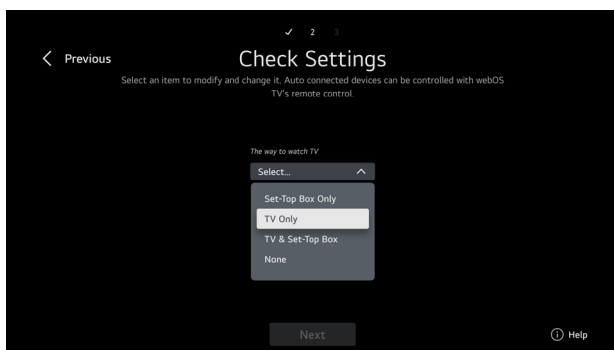 ✓ 2 3
Previous
Check Settings
Select an item to modify and change it. Auto connected devices can be controlled with webOS
TV's remote control.
The way to watch TV
Select...
Set-Top Box Only
TV Only
TV & Set-Top Box
None
Next
Help